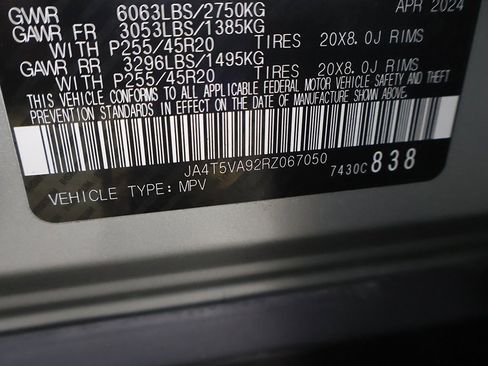 APR 2024
GVWR 6063LBS/2750KG
GAWR FR 3053LBS/1385KG
WITH P255/45R20 TIRES 20X8.0J RIMS
GAWR RR 3296LBS/1495KG
WITH P255/45R20 TIRES 20X8.0J RIMS
THIS VEHICLE CONFORMS TO ALL APPLICABLE FEDERAL MOTOR VEHICLE SAFETY AND THEFT
PREVENTION STANDARDS IN EFFECT ON THE DATE OF MANUFACTURE SHOWN ABOVE.
JA4T5VA92RZ067050
VEHICLE TYPE: MPV 7430C 838